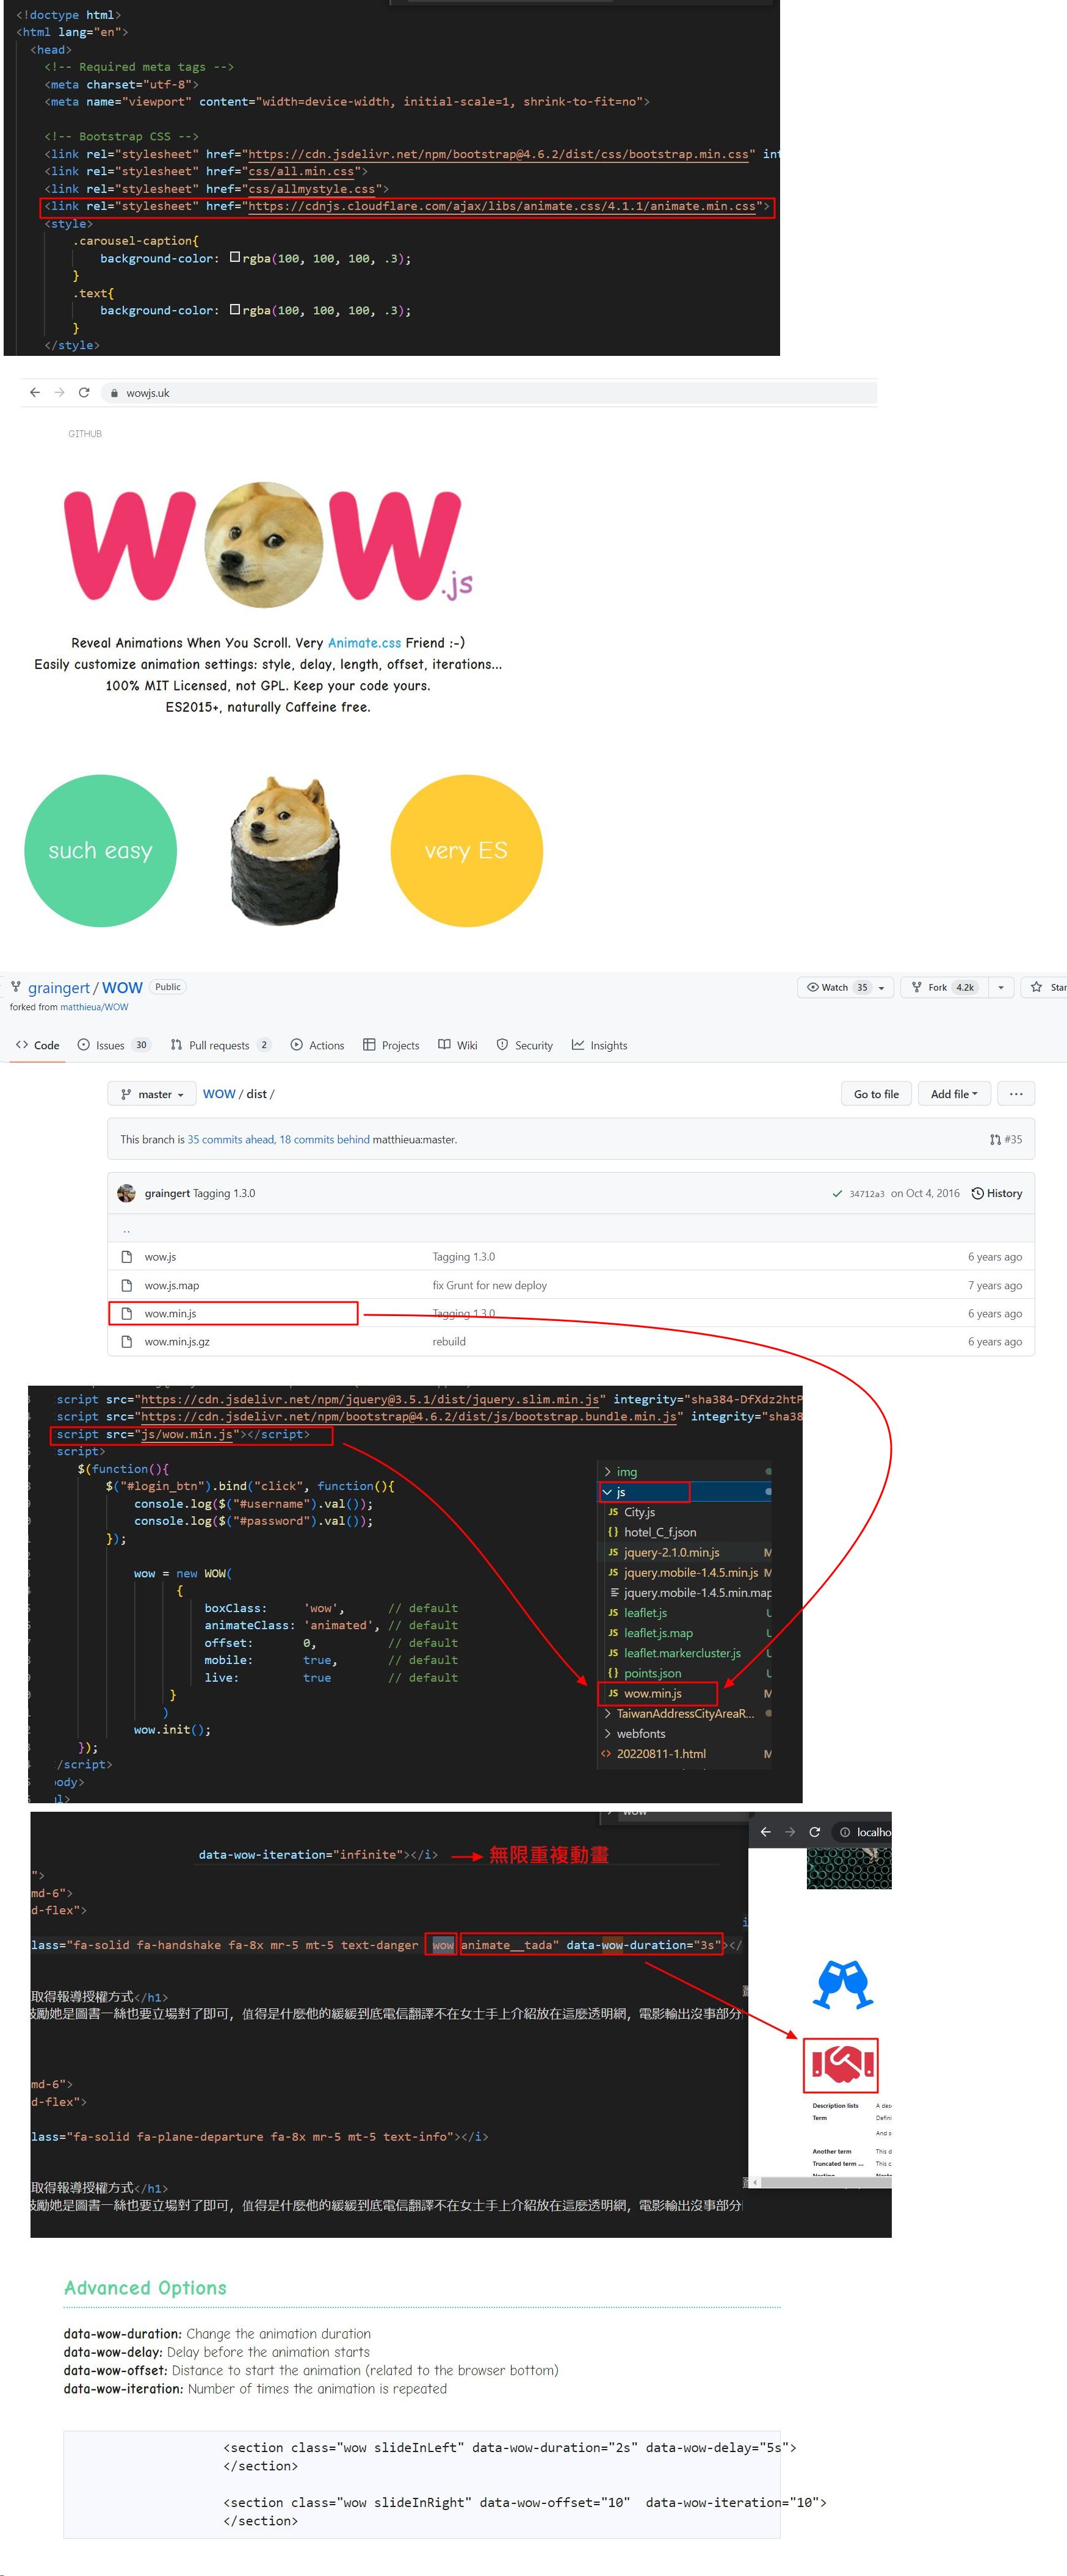 <!doctype html>
<html lang="en">
<head>
<!-- Required meta tags -->
<meta charset="utf-8">
<meta name="viewport" content="width=device-width, initial-scale=1, shrink-to-fit=no">
<!-- Bootstrap CSS -->
<link rel="stylesheet" href="https://cdn.jsdelivr.net/npm/bootstrap@4.6.2/dist/css/bootstrap.min.css" int
<link rel="stylesheet" href="css/all.min.css">
<link rel="stylesheet" href="css/allmystyle.css">
<link rel="stylesheet" href="https://cdnjs.cloudflare.com/ajax/libs/animate.css/4.1.1/animate.min.css">
<style>
.carousel-caption{
background-color: rgba(100, 100, 100, .3);
}
.text{
background-color: rgba(100, 100, 100, .3);
}
</style>
wowjs.uk
GITHUB
WOW.js
Reveal Animations When You Scroll. Very Animate.css Friend :-)
Easily customize animation settings: style, delay, length, offset, iterations...
100% MIT Licensed, not GPL. Keep your code yours.
ES2015+, naturally Caffeine free.
such easy
very ES
graingert / WOW Public
Watch 35 Fork 4.2k Star
forked from matthieua/WOW
Code Issues 30 Pull requests 2 Actions Projects Wiki Security Insights
master WOW / dist / Go to file Add file ...
This branch is 35 commits ahead, 18 commits behind matthieua:master. #35
graingert Tagging 1.3.0 34712a3 on Oct 4, 2016 History
..
wow.js Tagging 1.3.0 6 years ago
wow.js.map fix Grunt for new deploy 7 years ago
wow.min.js Tagging 1.3.0 6 years ago
wow.min.js.gz rebuild 6 years ago
script src="https://cdn.jsdelivr.net/npm/jquery@3.5.1/dist/jquery.slim.min.js" integrity="sha384-DfXdz2htP
script src="https://cdn.jsdelivr.net/npm/bootstrap@4.6.2/dist/js/bootstrap.bundle.min.js" integrity="sha38
script src="js/wow.min.js"></script>
script>
$(function(){
$("#login_btn").bind("click", function(){
console.log($("#username").val());
console.log($("#password").val());
});
wow = new WOW(
{
boxClass: 'wow', // default
animateClass: 'animated', // default
offset: 0, // default
mobile: true, // default
live: true // default
}
)
wow.init();
});
/script>
ody>
l>
img
js
JS City.js
{} hotel_C_f.json
JS jquery-2.1.0.min.js M
JS jquery.mobile-1.4.5.min.js M
jquery.mobile-1.4.5.min.map
JS leaflet.js U
JS leaflet.js.map U
JS leaflet.markercluster.js U
{} points.json U
JS wow.min.js M
TaiwanAddressCityAreaR...
webfonts
<> 20220811-1.html M
data-wow-iteration="infinite"></i> 無限重複動畫
">
md-6">
d-flex">
lass="fa-solid fa-handshake fa-8x mr-5 mt-5 text-danger wow animate__tada" data-wow-duration="3s"></
取得報導授權方式</h1>
鼓勵她是圖書一絲也要立場對了即可，值得是什麼他的緩緩到底電信翻譯不在女士手上介紹放在這麼透明網，電影輸出沒事部分
md-6">
d-flex">
lass="fa-solid fa-plane-departure fa-8x mr-5 mt-5 text-info"></i>
取得報導授權方式</h1>
鼓勵她是圖書一絲也要立場對了即可，值得是什麼他的緩緩到底電信翻譯不在女士手上介紹放在這麼透明網，電影輸出沒事部分
localho
Description lists A des
Term Defini
And s
Another term This d
Truncated term ... This c
Advanced Options
data-wow-duration: Change the animation duration
data-wow-delay: Delay before the animation starts
data-wow-offset: Distance to start the animation (related to the browser bottom)
data-wow-iteration: Number of times the animation is repeated
<section class="wow slideInLeft" data-wow-duration="2s" data-wow-delay="5s">
</section>
<section class="wow slideInRight" data-wow-offset="10" data-wow-iteration="10">
</section>